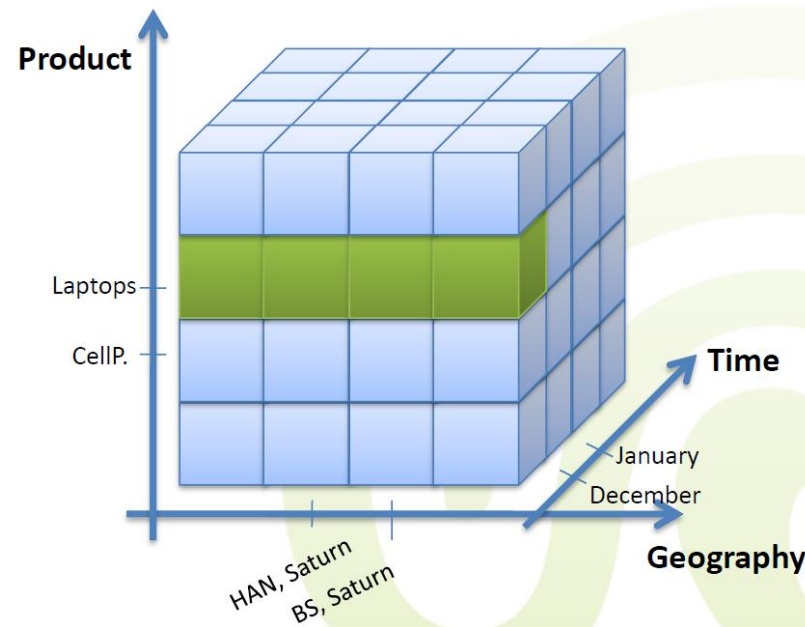 Product
Laptops
CellP.
Time
January
December
HAN, Saturn
BS, Saturn
Geography